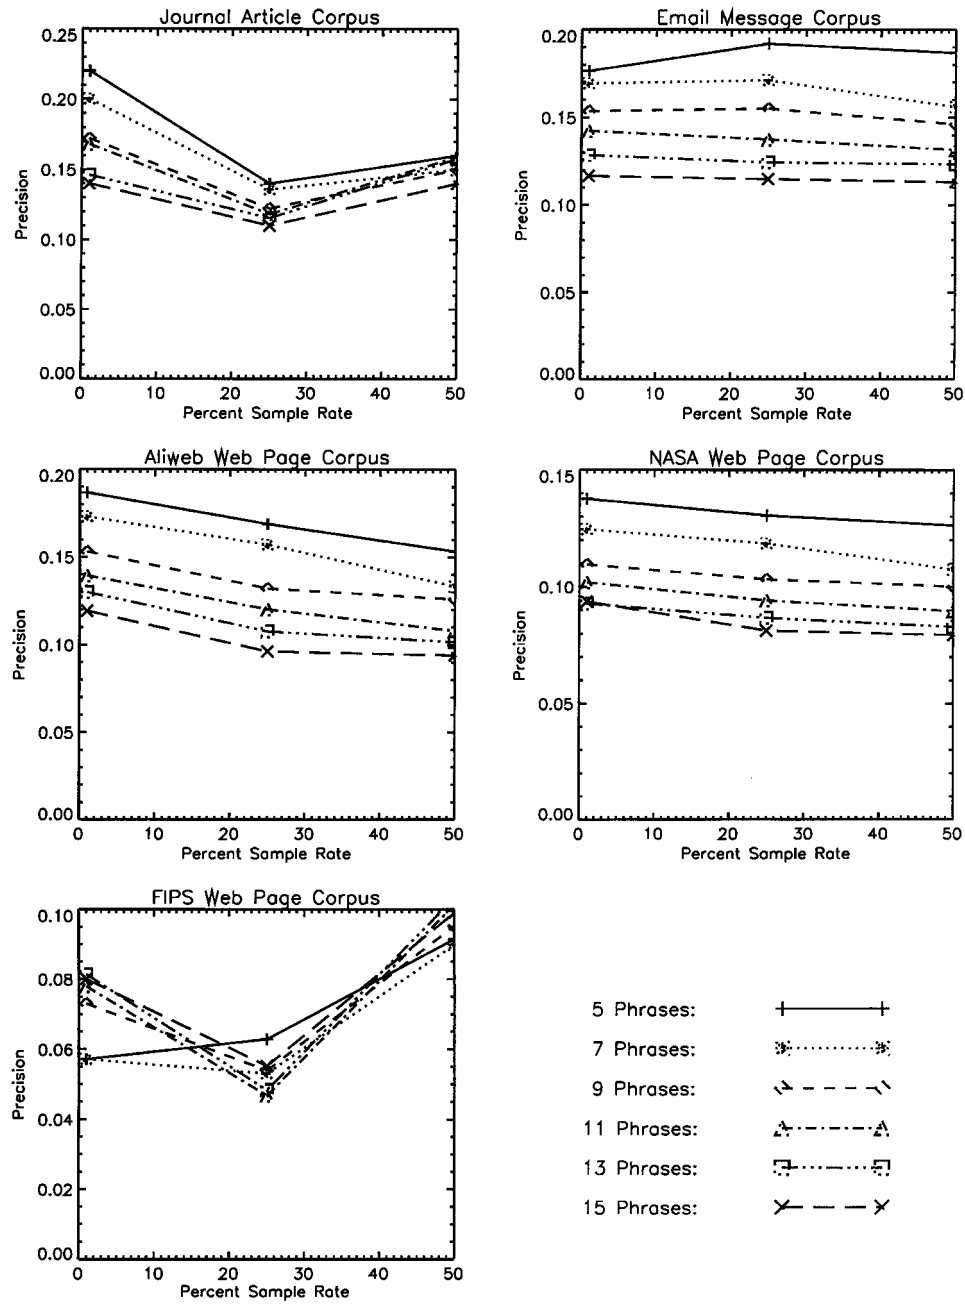 Journal Article Corpus
0.25
0.20
0.15
0.10
0.05
0.00
Precision
0 10 20 30 40 50
Percent Sample Rate
Email Message Corpus
0.20
0.15
0.10
0.05
0.00
Precision
0 10 20 30 40 50
Percent Sample Rate
Aliweb Web Page Corpus
0.20
0.15
0.10
0.05
0.00
Precision
0 10 20 30 40 50
Percent Sample Rate
NASA Web Page Corpus
0.15
0.10
0.05
0.00
Precision
0 10 20 30 40 50
Percent Sample Rate
FIPS Web Page Corpus
0.10
0.08
0.06
0.04
0.02
0.00
Precision
0 10 20 30 40 50
Percent Sample Rate
5 Phrases:
7 Phrases:
9 Phrases:
11 Phrases:
13 Phrases:
15 Phrases: